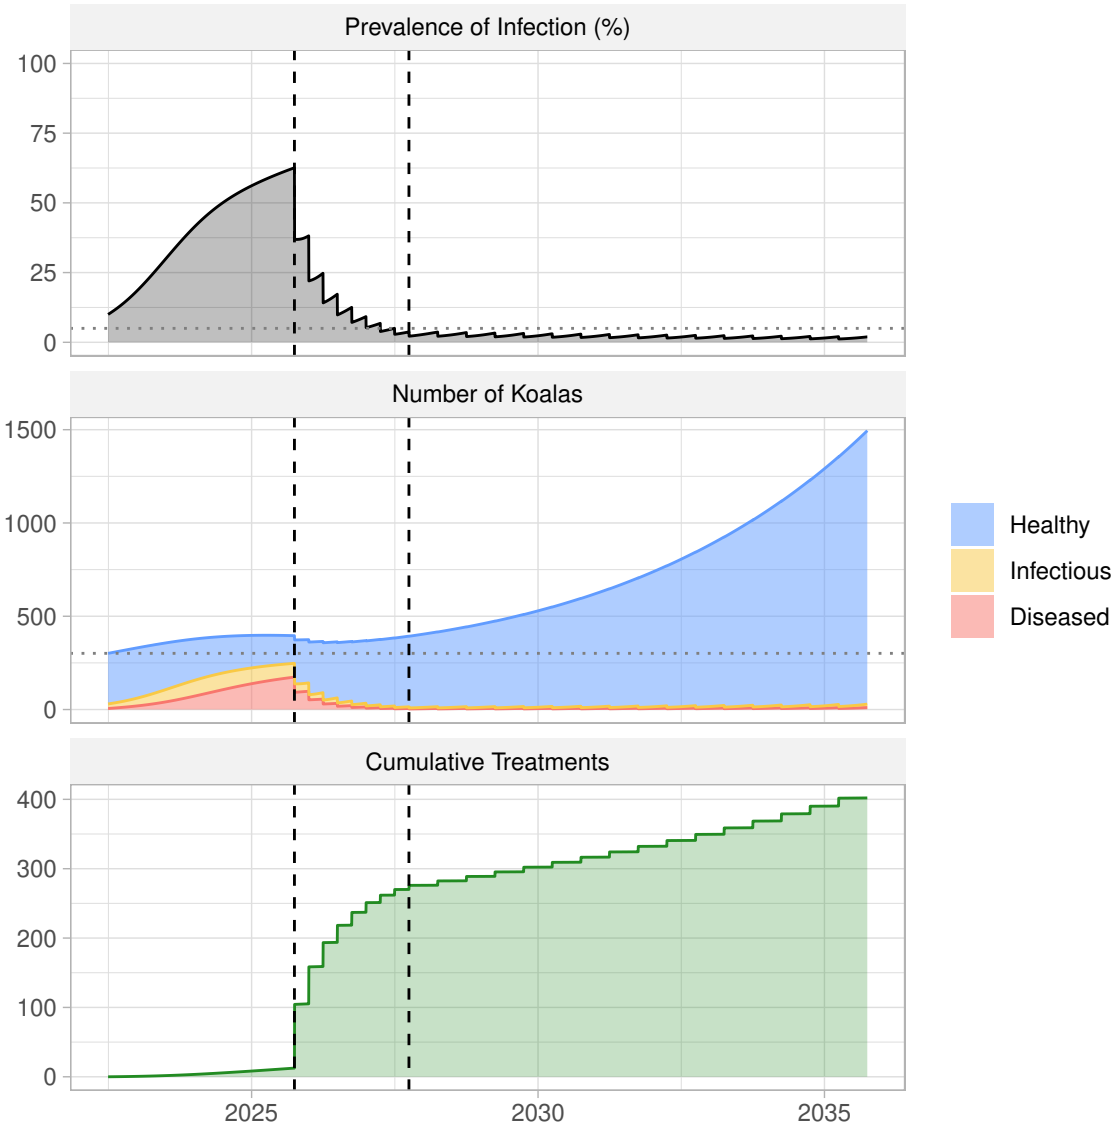 Prevalence of Infection (%)
100
75
50
25
0
Number of Koalas
1500
1000
500
0
Healthy
Infectious
Diseased
Cumulative Treatments
400
300
200
100
0
2025 2030 2035